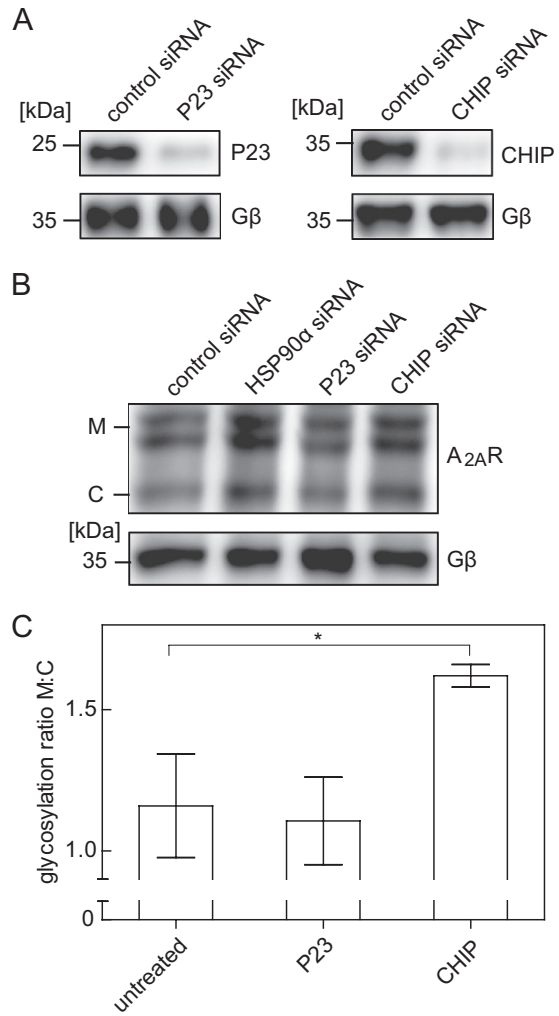 A
control siRNA
P23 siRNA
control siRNA
CHIP siRNA
[kDa]
[kDa]
25
P23
35
CHIP
35
Gβ
35
Gβ
B
control siRNA
HSP90α siRNA
P23 siRNA
CHIP siRNA
M
A2AR
C
[kDa]
35
Gβ
C
*
glycosylation ratio M:C
1.5
1.0
0
untreated
P23
CHIP